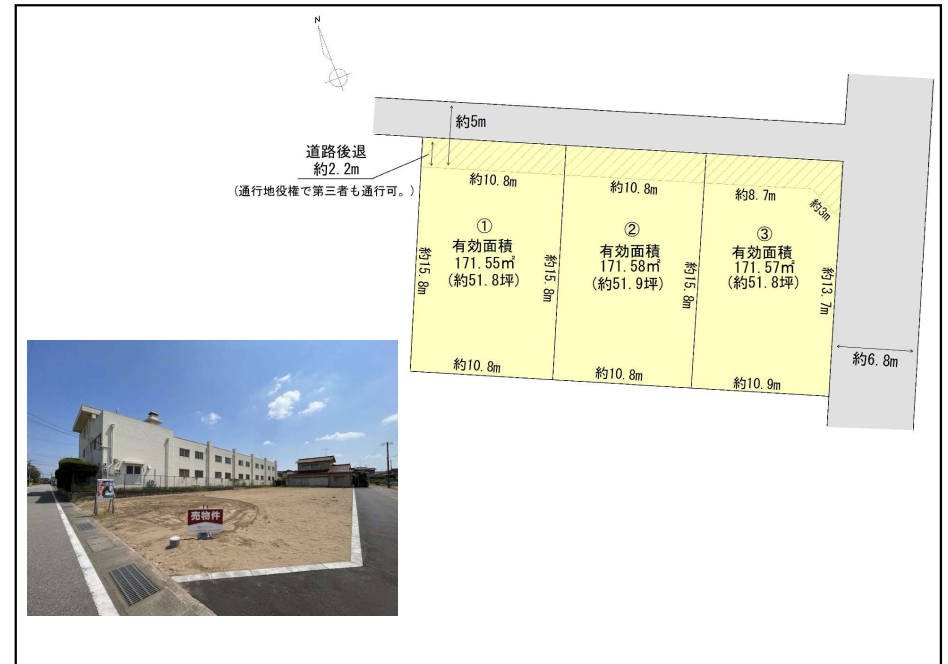 N
約5m
道路後退
約2.2m
(通行地役権で第三者も通行可。)
約10.8m
約10.8m
約8.7m
約3m
①
有効面積
171.55㎡
(約51.8坪)
②
有効面積
171.58㎡
(約51.9坪)
③
有効面積
171.57㎡
(約51.8坪)
約15.8m
約15.8m
約15.8m
約13.7m
約6.8m
約10.8m
約10.8m
約10.9m
売物件